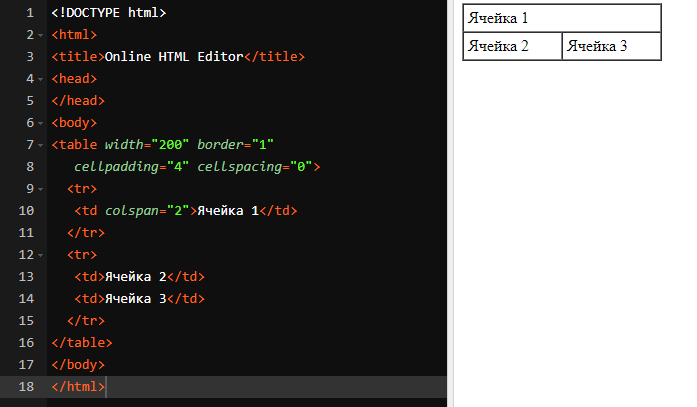 1 <!DOCTYPE html>
2 <html>
3 <title>Online HTML Editor</title>
4 <head>
5 </head>
6 <body>
7 <table width="200" border="1"
8 cellpadding="4" cellspacing="0">
9 <tr>
10 <td colspan="2">Ячейка 1</td>
11 </tr>
12 <tr>
13 <td>Ячейка 2</td>
14 <td>Ячейка 3</td>
15 </tr>
16 </table>
17 </body>
18 </html>
Ячейка 1
Ячейка 2 Ячейка 3